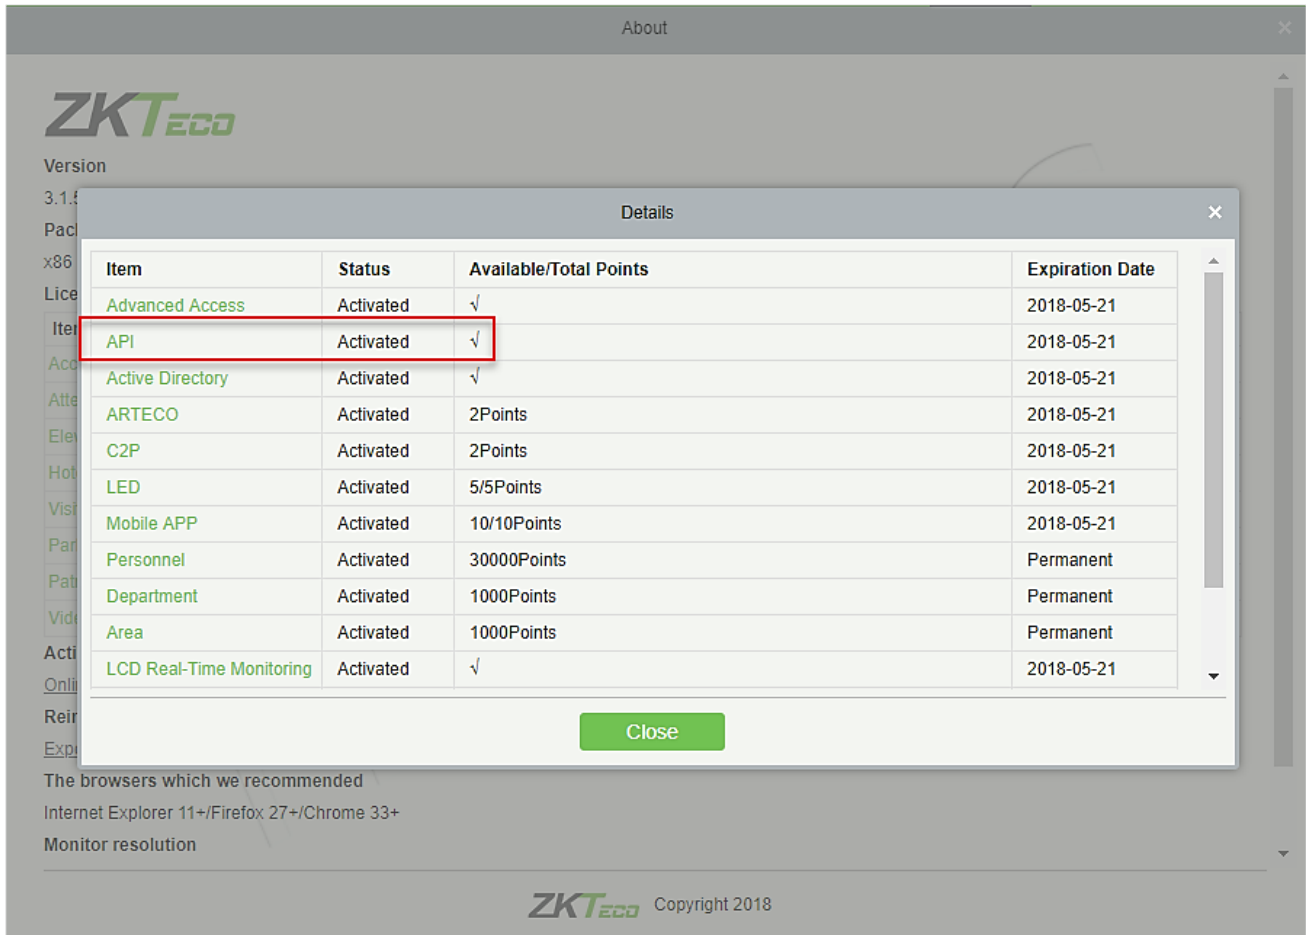 About
ZKTeco
Version
3.1.5
x86
Details
Item Status Available/Total Points Expiration Date
Advanced Access Activated √ 2018-05-21
API Activated √ 2018-05-21
Active Directory Activated √ 2018-05-21
ARTECO Activated 2Points 2018-05-21
C2P Activated 2Points 2018-05-21
LED Activated 5/5Points 2018-05-21
Mobile APP Activated 10/10Points 2018-05-21
Personnel Activated 30000Points Permanent
Department Activated 1000Points Permanent
Area Activated 1000Points Permanent
LCD Real-Time Monitoring Activated √ 2018-05-21
Close
The browsers which we recommended
Internet Explorer 11+/Firefox 27+/Chrome 33+
Monitor resolution
ZKTeco Copyright 2018